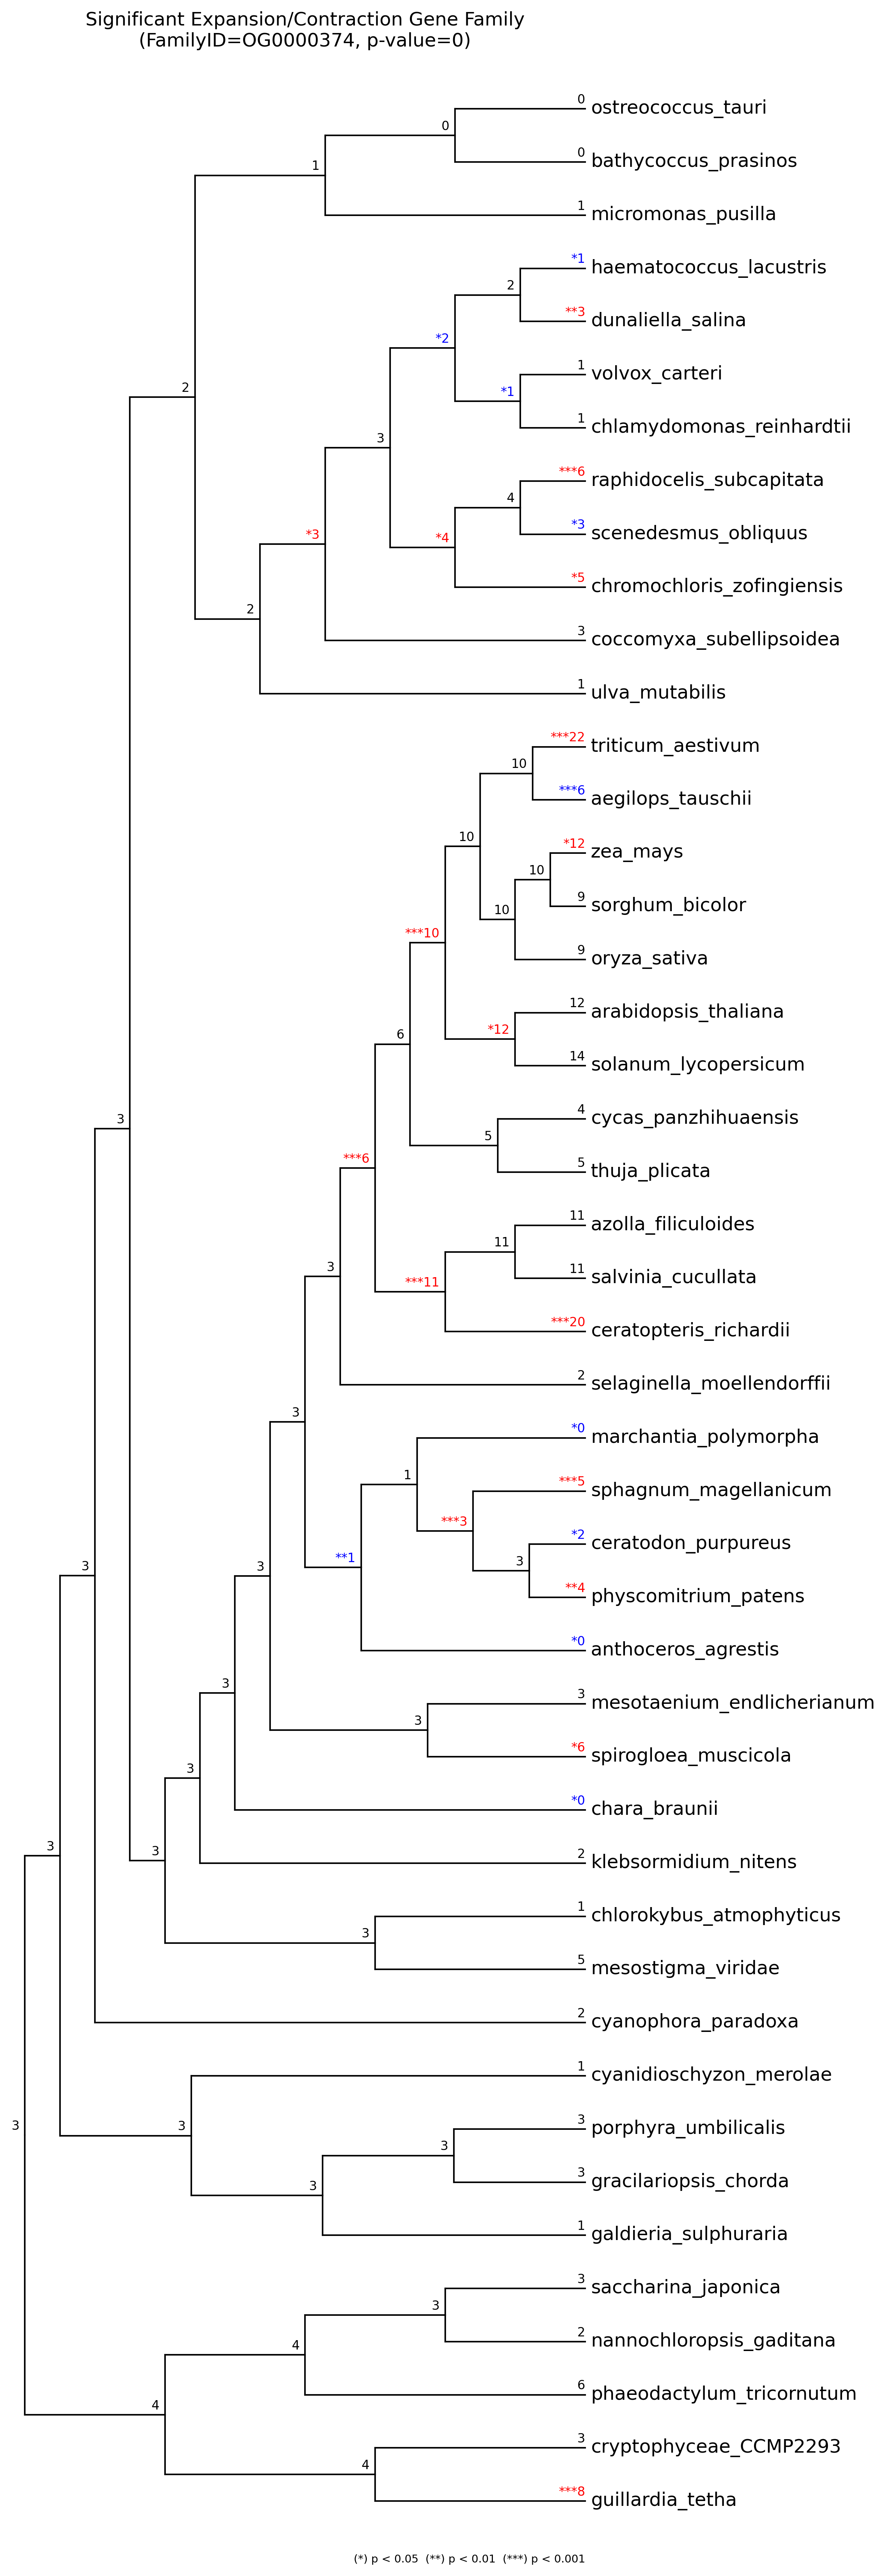 Significant Expansion/Contraction Gene Family
(FamilyID=OG0000374, p-value=0)
0
ostreococcus_tauri
0
0
bathycoccus_prasinos
1
1
micromonas_pusilla
*1
haematococcus_lacustris
2
**3
dunaliella_salina
*2
1
volvox_carteri
2
*1
1
chlamydomonas_reinhardtii
3
***6
raphidocelis_subcapitata
4
*3
scenedesmus_obliquus
*3
*4
*5
chromochloris_zofingiensis
2
3
coccomyxa_subellipsoidea
1
ulva_mutabilis
***22
triticum_aestivum
10
***6
aegilops_tauschii
10
*12
zea_mays
10
9
sorghum_bicolor
10
***10
9
oryza_sativa
12
arabidopsis_thaliana
6
*12
14
solanum_lycopersicum
3
4
cycas_panzhihuaensis
5
***6
5
thuja_plicata
11
azolla_filiculoides
11
3
11
salvinia_cucullata
***11
***20
ceratopteris_richardii
2
selaginella_moellendorffii
3
*0
marchantia_polymorpha
1
***5
sphagnum_magellanicum
***3
*2
ceratodon_purpureus
3
3
**1
3
**4
physcomitrium_patens
*0
anthoceros_agrestis
3
3
mesotaenium_endlicherianum
3
*6
spirogloea_muscicola
3
*0
chara_braunii
3
3
2
klebsormidium_nitens
1
chlorokybus_atmophyticus
3
5
mesostigma_viridae
2
cyanophora_paradoxa
1
cyanidioschyzon_merolae
3
3
3
porphyra_umbilicalis
3
3
gracilariopsis_chorda
3
1
galdieria_sulphuraria
3
saccharina_japonica
3
2
nannochloropsis_gaditana
4
6
phaeodactylum_tricornutum
4
3
cryptophyceae_CCMP2293
4
***8
guillardia_tetha
(*) p < 0.05  (**) p < 0.01  (***) p < 0.001